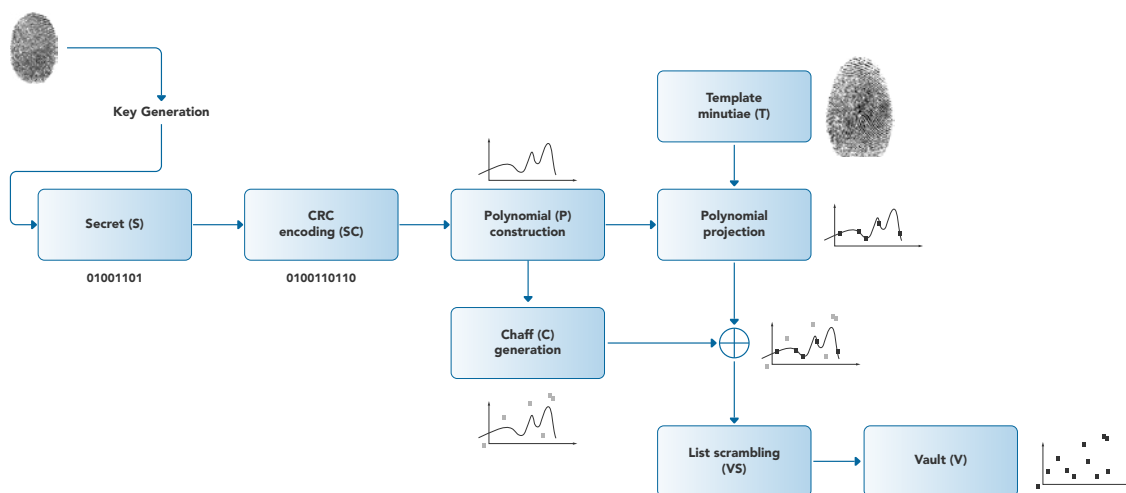 Key Generation
Template
minutiae (T)
Secret (S)
CRC
encoding (SC)
Polynomial (P)
construction
Polynomial
projection
01001101
0100110110
Chaff (C)
generation
List scrambling
(VS)
Vault (V)